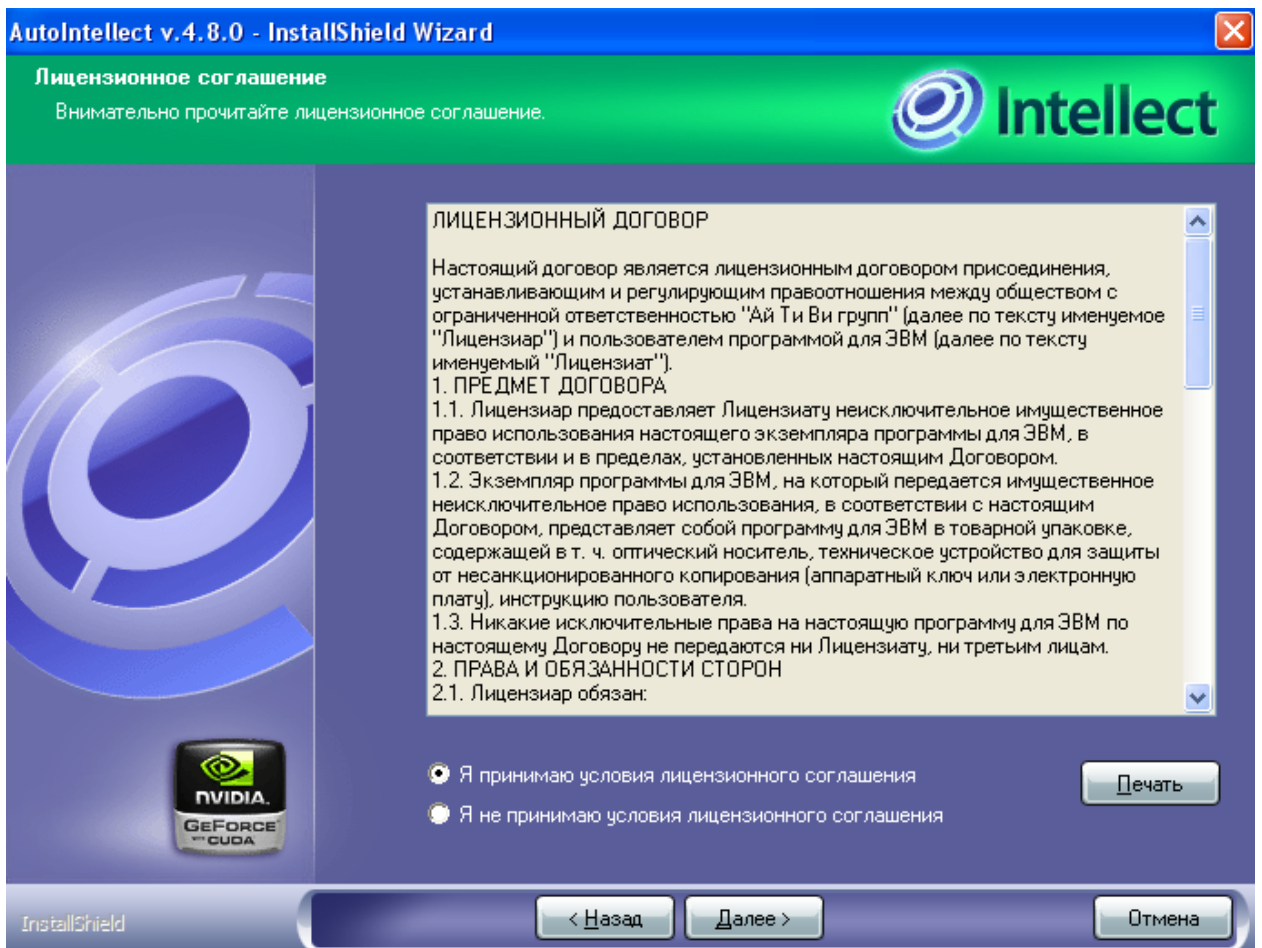 AutoIntellect v.4.8.0 - InstallShield Wizard
Лицензионное соглашение
Внимательно прочитайте лицензионное соглашение.
Intellect
ЛИЦЕНЗИОННЫЙ ДОГОВОР
Настоящий договор является лицензионным договором присоединения,
устанавливающим и регулирующим правоотношения между обществом с
ограниченной ответственностью "Ай Ти Ви групп" (далее по тексту именуемое
"Лицензиар") и пользователем программой для ЭВМ (далее по тексту
именуемый "Лицензиат").
1. ПРЕДМЕТ ДОГОВОРА
1.1. Лицензиар предоставляет Лицензиату неисключительное имущественное
право использования настоящего экземпляра программы для ЭВМ, в
соответствии и в пределах, установленных настоящим Договором.
1.2. Экземпляр программы для ЭВМ, на который передается имущественное
неисключительное право использования, в соответствии с настоящим
Договором, представляет собой программу для ЭВМ в товарной упаковке,
содержащей в т. ч. оптический носитель, техническое устройство для защиты
от несанкционированного копирования (аппаратный ключ или электронную
плату), инструкцию пользователя.
1.3. Никакие исключительные права на настоящую программу для ЭВМ по
настоящему Договору не передаются ни Лицензиату, ни третьим лицам.
2. ПРАВА И ОБЯЗАННОСТИ СТОРОН
2.1. Лицензиар обязан:
NVIDIA.
GEFORCE
WITH CUDA
Я принимаю условия лицензионного соглашения
Я не принимаю условия лицензионного соглашения
Печать
InstallShield
< Назад
Далее >
Отмена